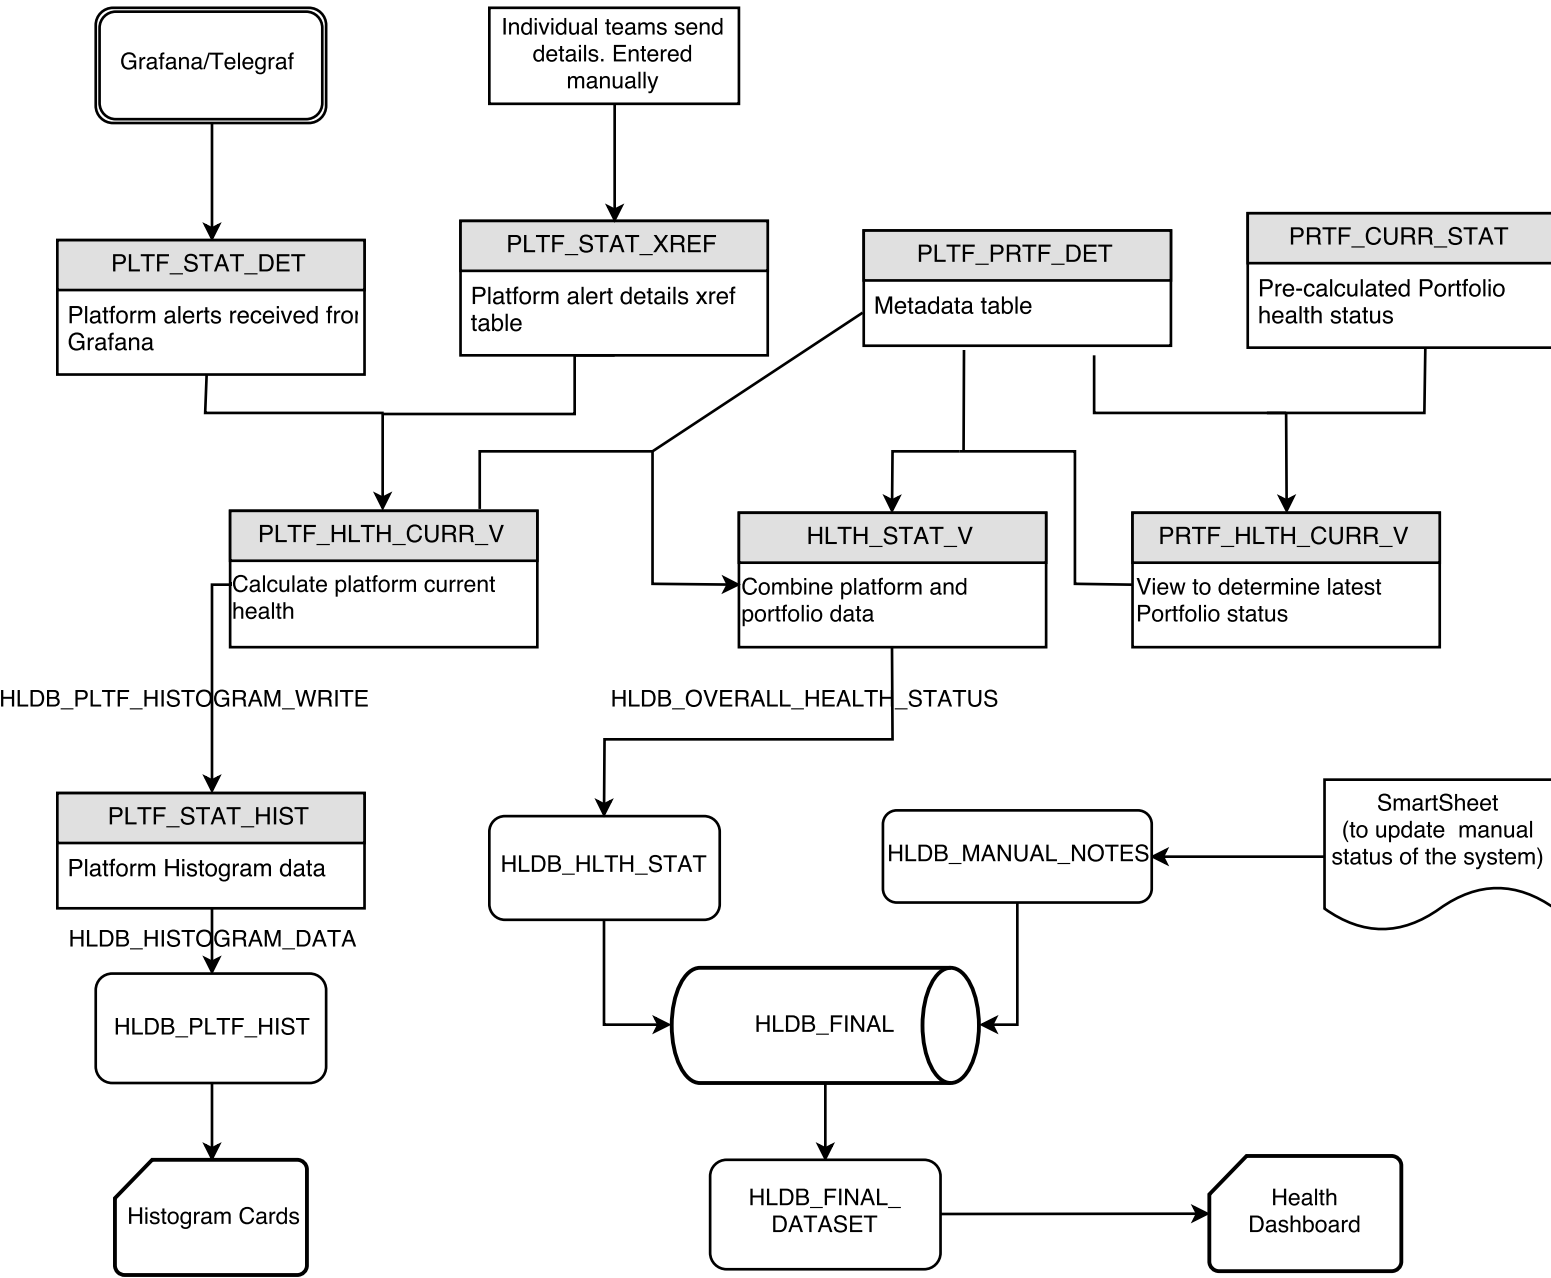 Grafana/Telegraf
Individual teams send
details. Entered
manually
PLTF_STAT_DET
Platform alerts received from
Grafana
PLTF_STAT_XREF
Platform alert details xref
table
PLTF_PRTF_DET
Metadata table
PRTF_CURR_STAT
Pre-calculated Portfolio
health status
PLTF_HLTH_CURR_V
Calculate platform current
health
HLTH_STAT_V
Combine platform and
portfolio data
PRTF_HLTH_CURR_V
View to determine latest
Portfolio status
HLDB_PLTF_HISTOGRAM_WRITE
HLDB_OVERALL_HEALTH_STATUS
PLTF_STAT_HIST
Platform Histogram data
HLDB_HLTH_STAT
HLDB_MANUAL_NOTES
SmartSheet
(to update  manual
status of the system)
HLDB_HISTOGRAM_DATA
HLDB_PLTF_HIST
HLDB_FINAL
Histogram Cards
HLDB_FINAL_
DATASET
Health
Dashboard